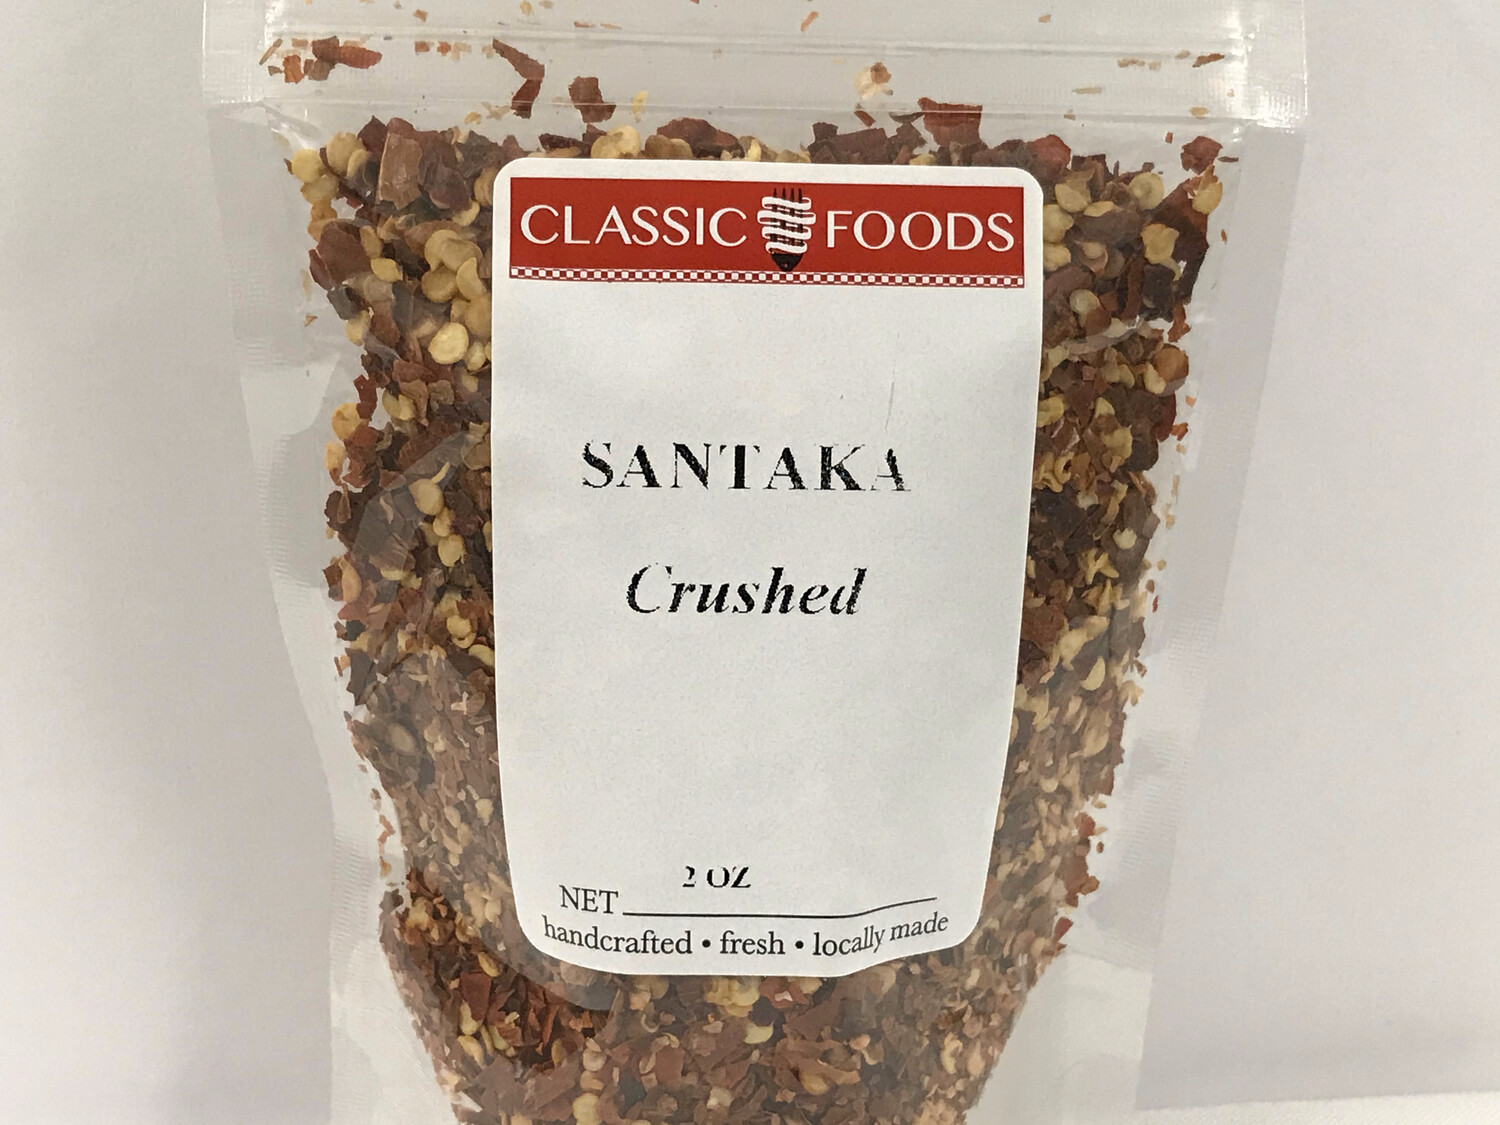 CLASSIC FOODS
SANTAKA
Crushed
2 OZ
NET
handcrafted • fresh • locally made